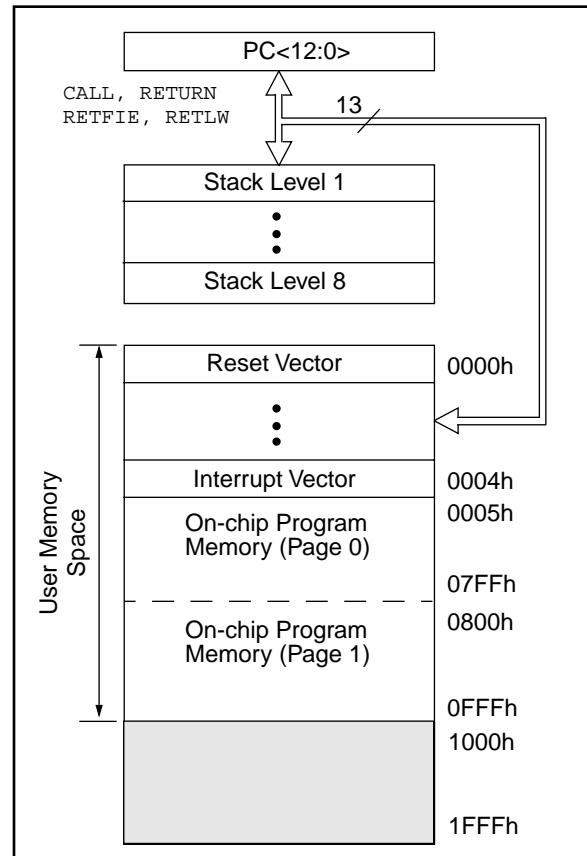 PC<12:0>
CALL, RETURN
RETFIE, RETLW
13
Stack Level 1
Stack Level 8
Reset Vector
0000h
Interrupt Vector
0004h
0005h
On-chip Program
Memory (Page 0)
07FFh
0800h
On-chip Program
Memory (Page 1)
0FFFh
1000h
1FFFh
User Memory
Space